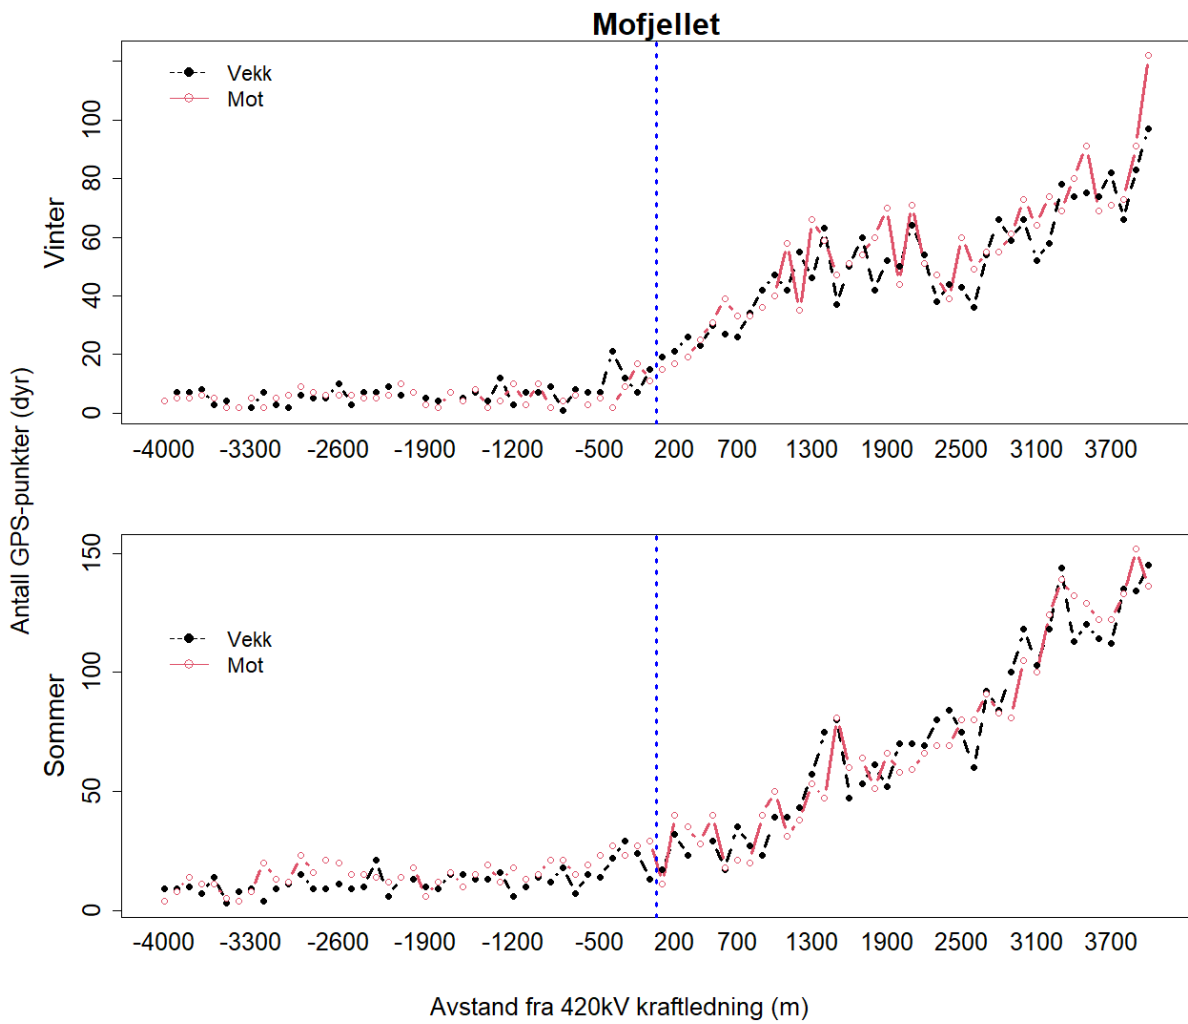 Mofjellet
Vekk
Mot
Vinter
0 20 40 60 80 100
-4000 -3300 -2600 -1900 -1200 -500 200 700 1300 1900 2500 3100 3700
Antall GPS-punkter (dyr)
Vekk
Mot
Sommer
0 50 100 150
-4000 -3300 -2600 -1900 -1200 -500 200 700 1300 1900 2500 3100 3700
Avstand fra 420kV kraftledning (m)